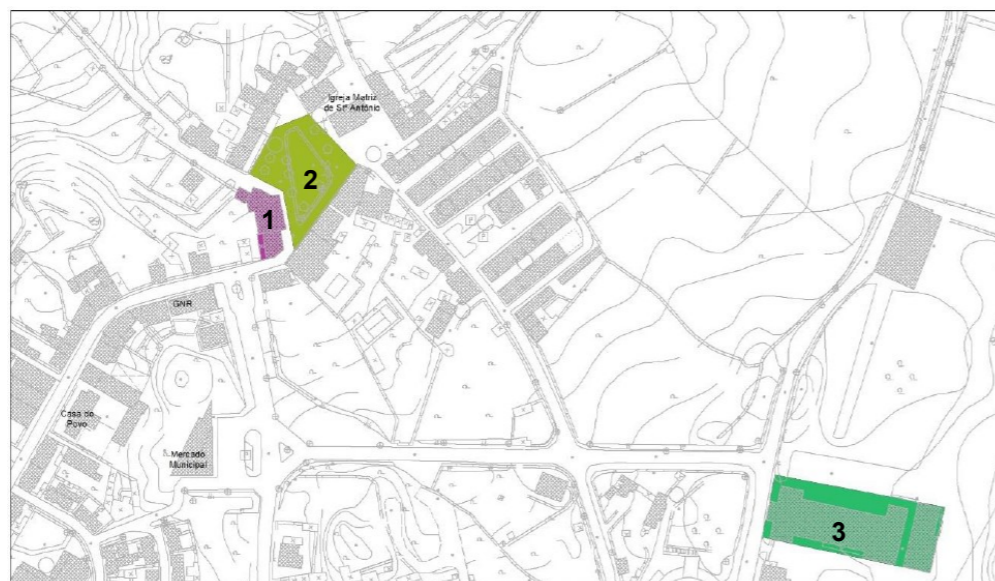 Igreja Matriz
de Stº António
2
1
GNR
Casa do
Povo
Mercado
Municipal
3